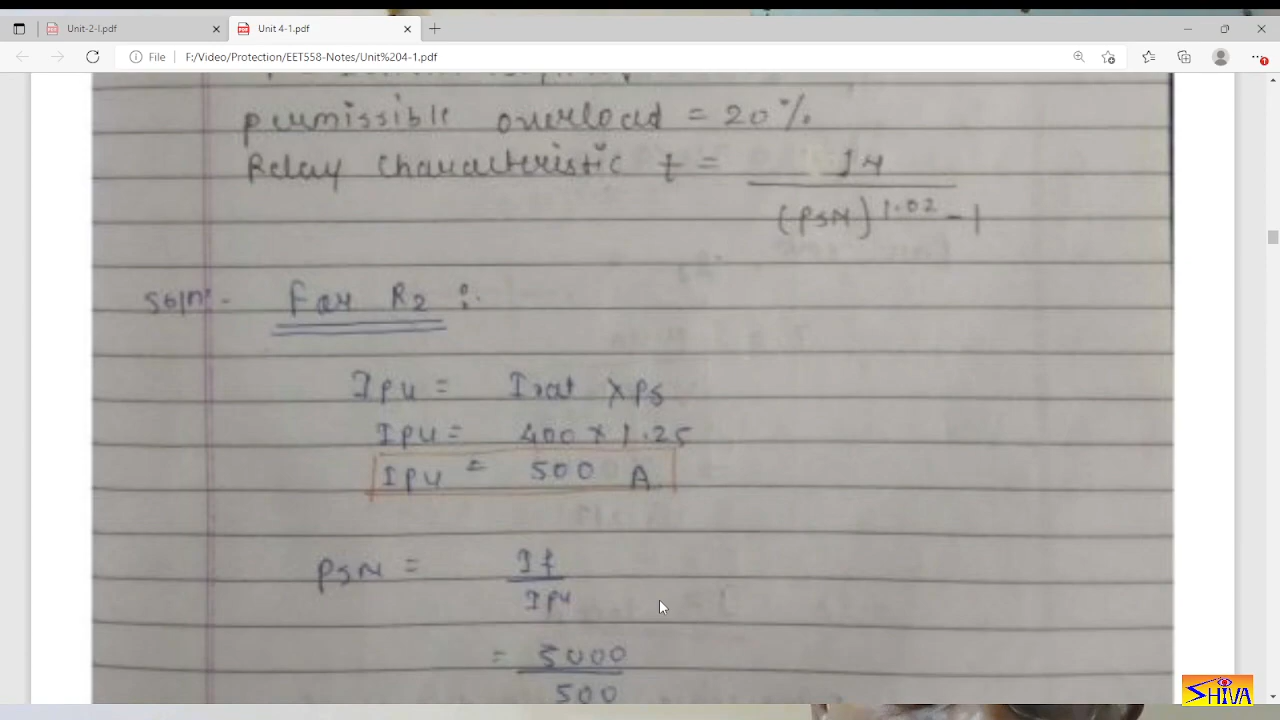 Unit-2-I.pdf
Unit 4-1.pdf
File F:/Video/Protection/EET558-Notes/Unit%204-1.pdf
permissible overload = 20%
Relay Characteristic t = 14
(PSM)^1.02 - 1
Soln:- For R2 :
Ipu = Irat x PS
Ipu = 400 x 1.25
Ipu = 500 A
PSM = If
Ipu
= 5000
500
SHIVA